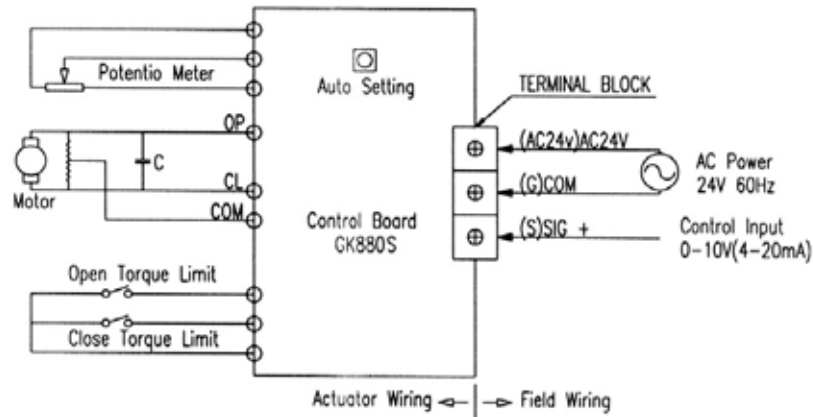 Potentio Meter
Auto Setting
TERMINAL BLOCK
OP
(AC24v)AC24V
C
AC Power
24V 60Hz
Motor
CL
(G)COM
COM
Control Board
GK880S
(S)SIG +
Control Input
0-10V(4-20mA)
Open Torque Limit
Close Torque Limit
Actuator Wiring
Field Wiring